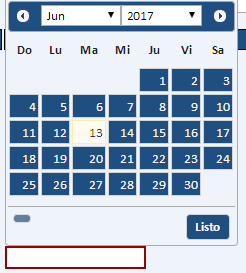 Jun 2017
Do Lu Ma Mi Ju Vi Sa
1 2 3
4 5 6 7 8 9 10
11 12 13 14 15 16 17
18 19 20 21 22 23 24
25 26 27 28 29 30
Listo